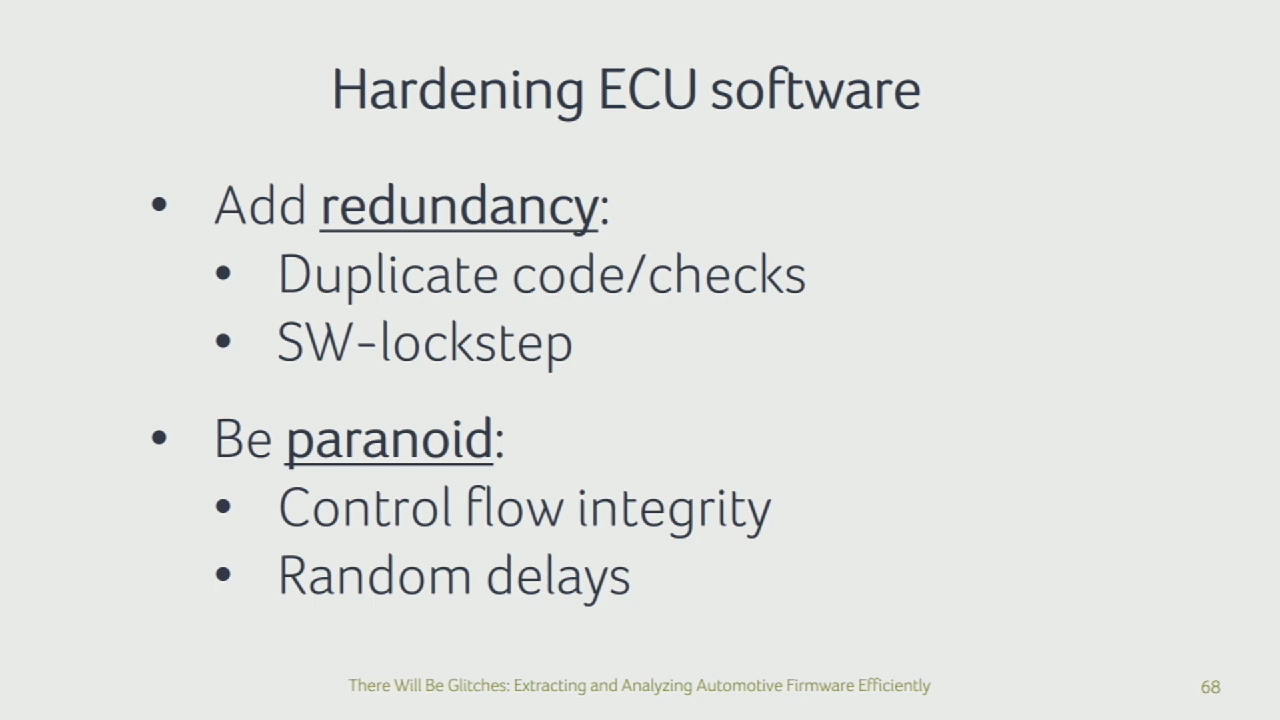 Hardening ECU software
• Add redundancy:
• Duplicate code/checks
• SW-lockstep
• Be paranoid:
• Control flow integrity
• Random delays
There Will Be Glitches: Extracting and Analyzing Automotive Firmware Efficiently
68